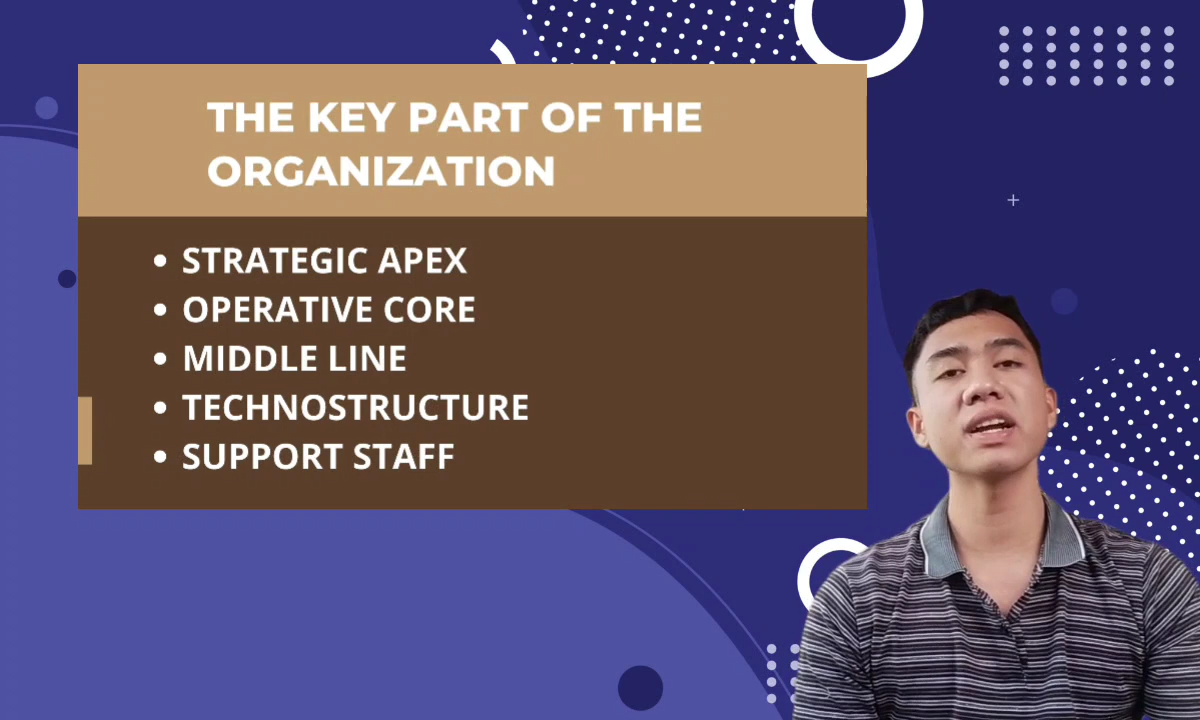 THE KEY PART OF THE
ORGANIZATION
• STRATEGIC APEX
• OPERATIVE CORE
• MIDDLE LINE
• TECHNOSTRUCTURE
• SUPPORT STAFF